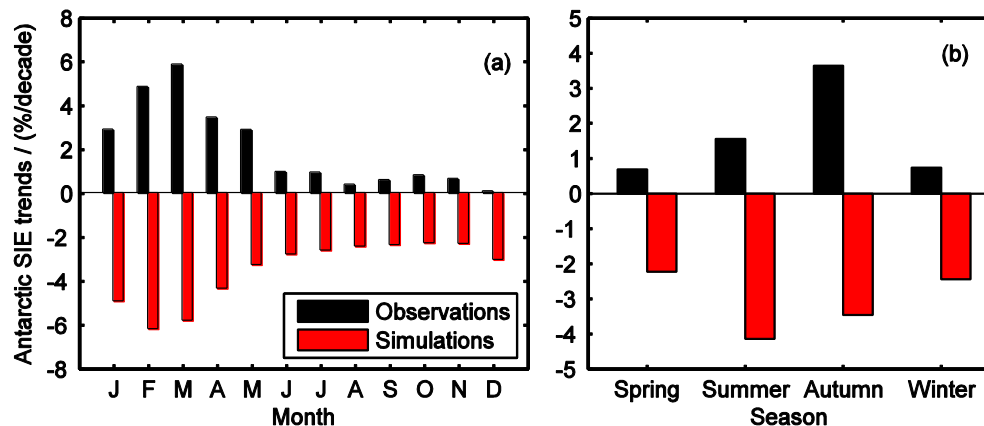 Antarctic SIE trends / (%/decade)
8
6
4
2
0
-2
-4
-6
-8
(a)
Observations
Simulations
J F M A M J J A S O N D
Month
5
4
3
2
1
0
-1
-2
-3
-4
-5
(b)
Spring Summer Autumn Winter
Season